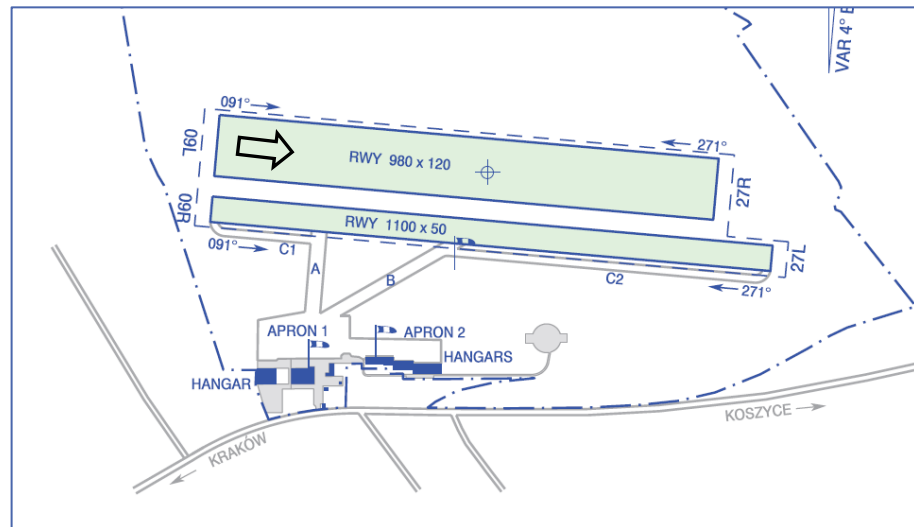 VAR 4° E
091°
271°
09L
RWY 980 x 120
27R
09R
RWY 1100 x 50
27L
091°
C1
A
B
C2
271°
APRON 1
APRON 2
HANGAR
HANGARS
KOSZYCE
KRAKÓW